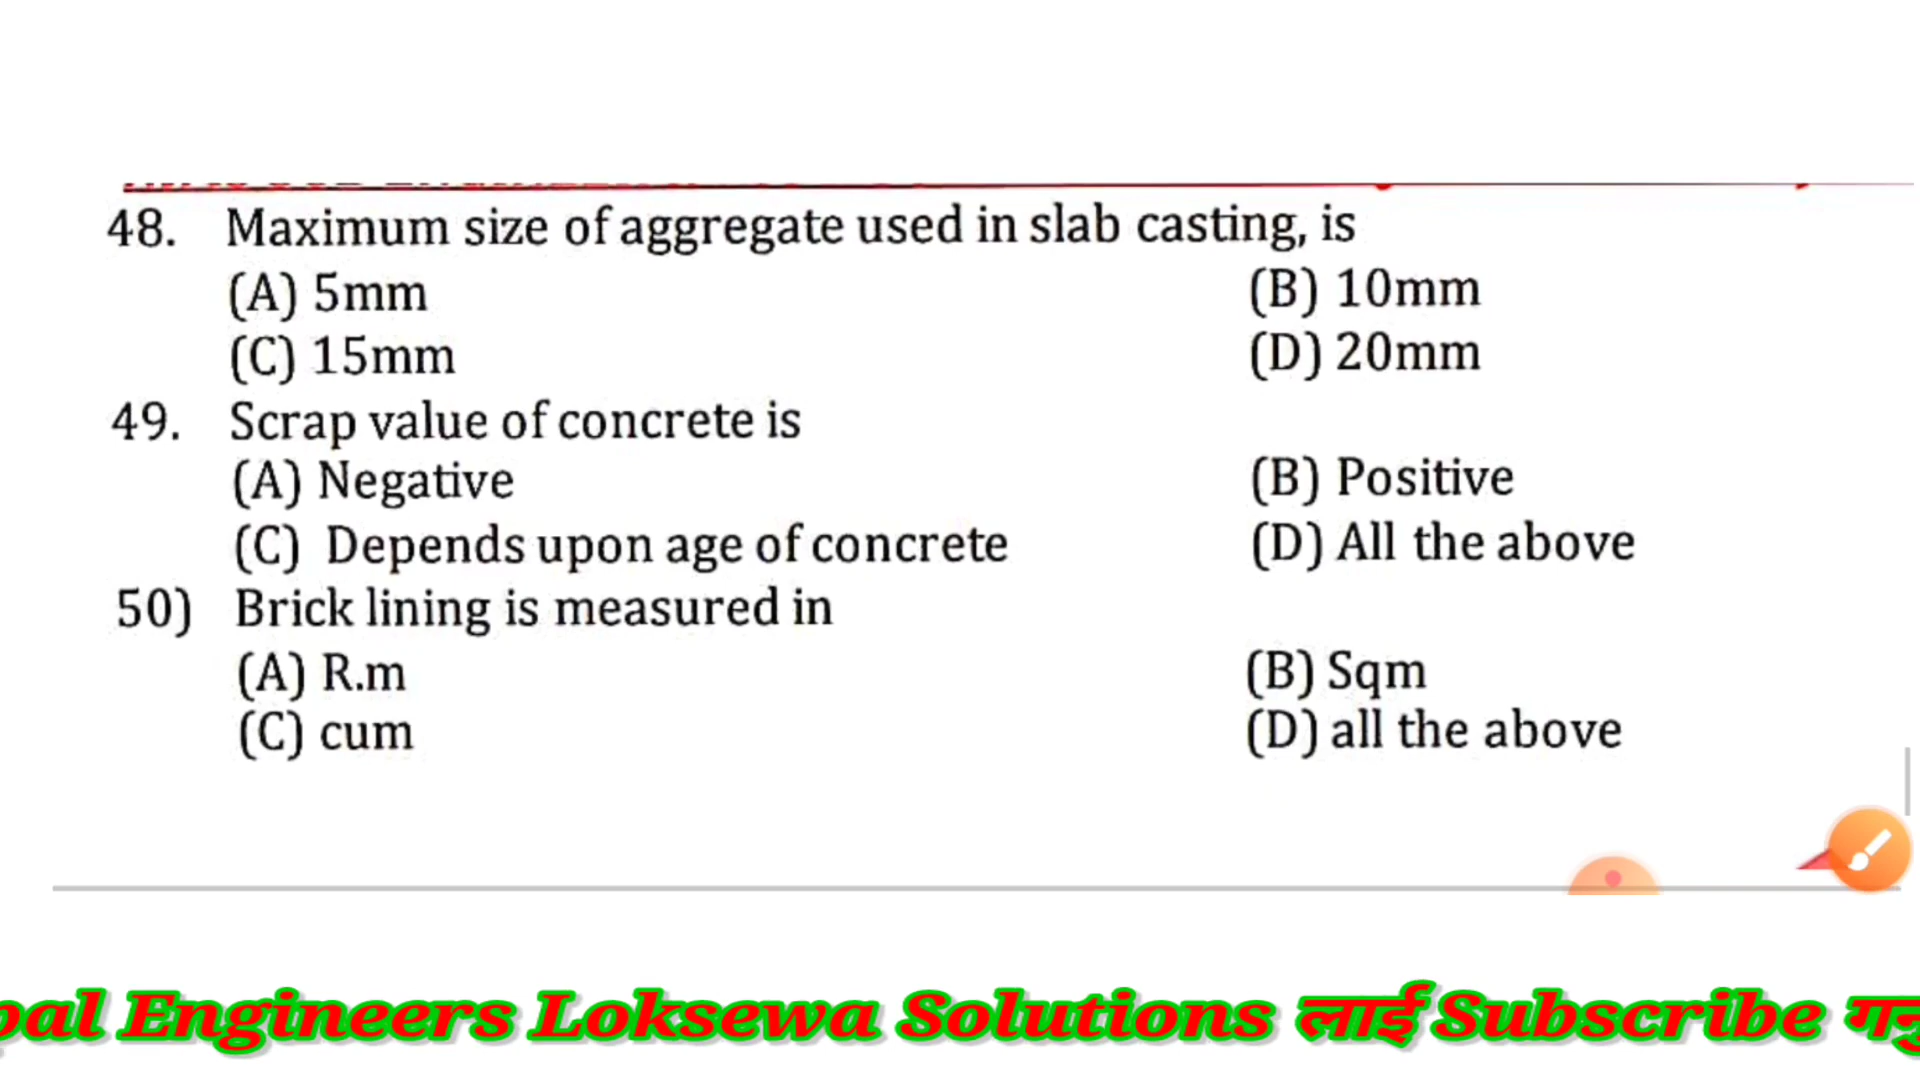 48. Maximum size of aggregate used in slab casting, is
(A) 5mm (B) 10mm
(C) 15mm (D) 20mm
49. Scrap value of concrete is
(A) Negative (B) Positive
(C) Depends upon age of concrete (D) All the above
50) Brick lining is measured in
(A) R.m (B) Sqm
(C) cum (D) all the above
Engineers Loksewa Solutions लाई Subscribe